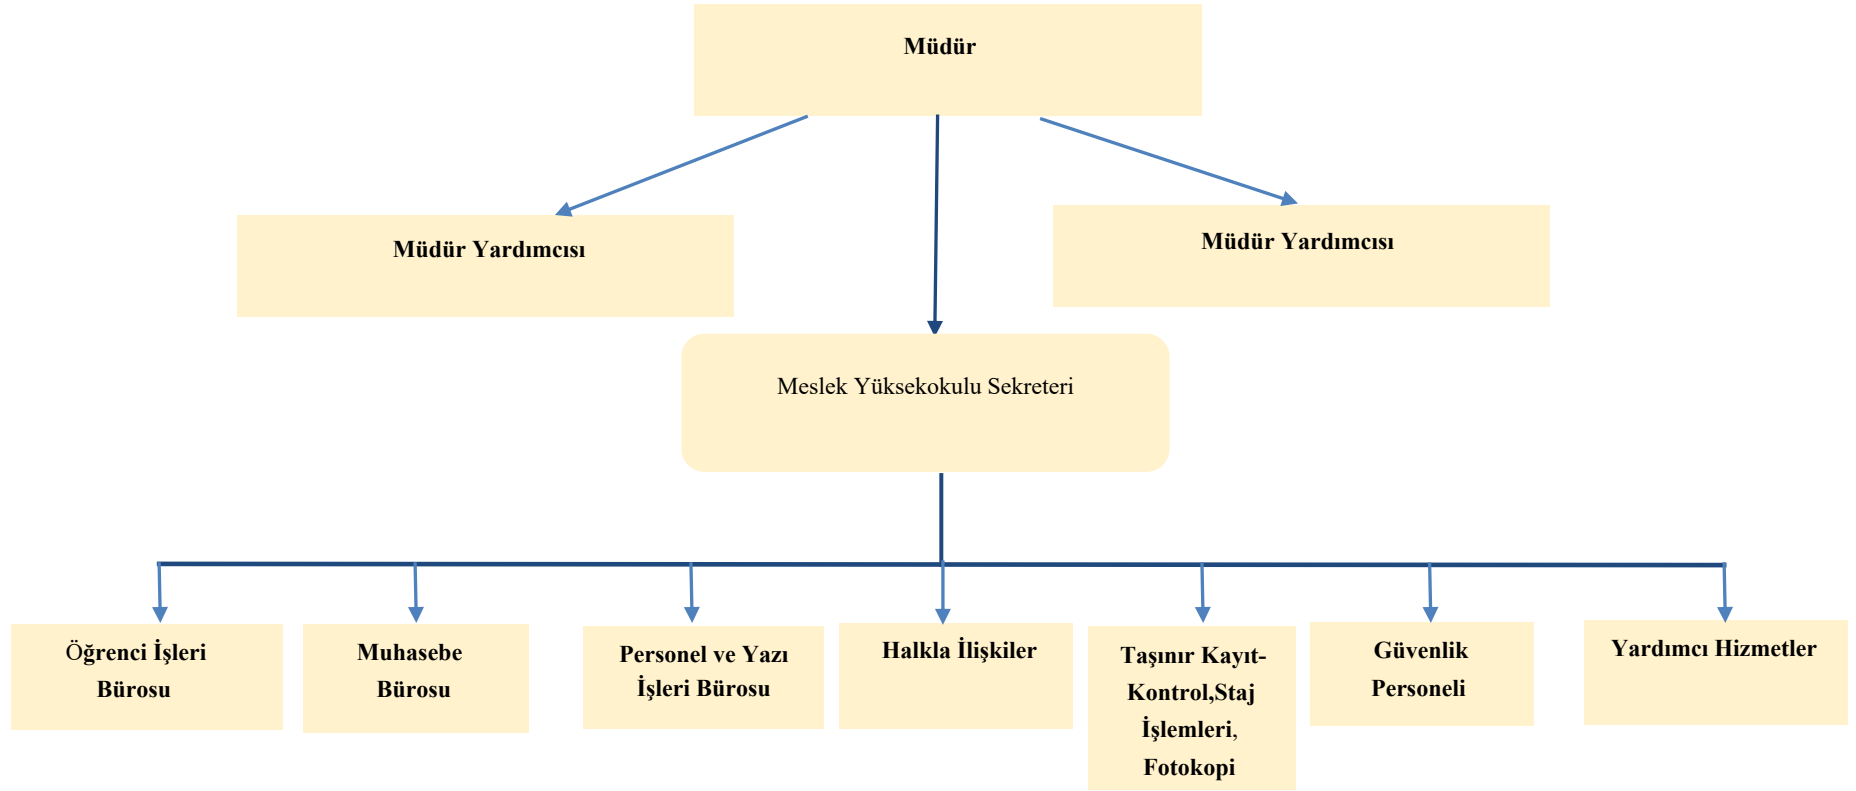 Müdür
Müdür Yardımcısı
Müdür Yardımcısı
Meslek Yüksekokulu Sekreteri
Öğrenci İşleri
Bürosu
Muhasebe
Bürosu
Personel ve Yazı
İşleri Bürosu
Halkla İlişkiler
Taşınır Kayıt-
Kontrol,Staj
İşlemleri,
Fotokopi
Güvenlik
Personeli
Yardımcı Hizmetler